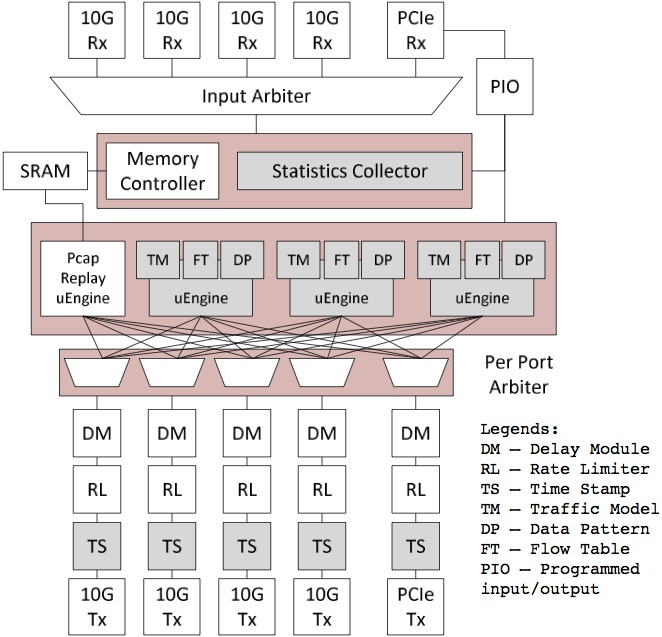 10G
Rx
10G
Rx
10G
Rx
10G
Rx
PCIe
Rx
Input Arbiter
PIO
SRAM
Memory
Controller
Statistics Collector
Pcap
Replay
uEngine
TM FT DP
uEngine
TM FT DP
uEngine
TM FT DP
uEngine
Per Port
Arbiter
DM DM DM DM DM
RL RL RL RL RL
TS TS TS TS TS
10G
Tx
10G
Tx
10G
Tx
10G
Tx
PCIe
Tx
Legends:
DM – Delay Module
RL – Rate Limiter
TS – Time Stamp
TM – Traffic Model
DP – Data Pattern
FT – Flow Table
PIO – Programmed
input/output